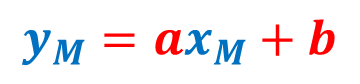 y_M = ax_M + b